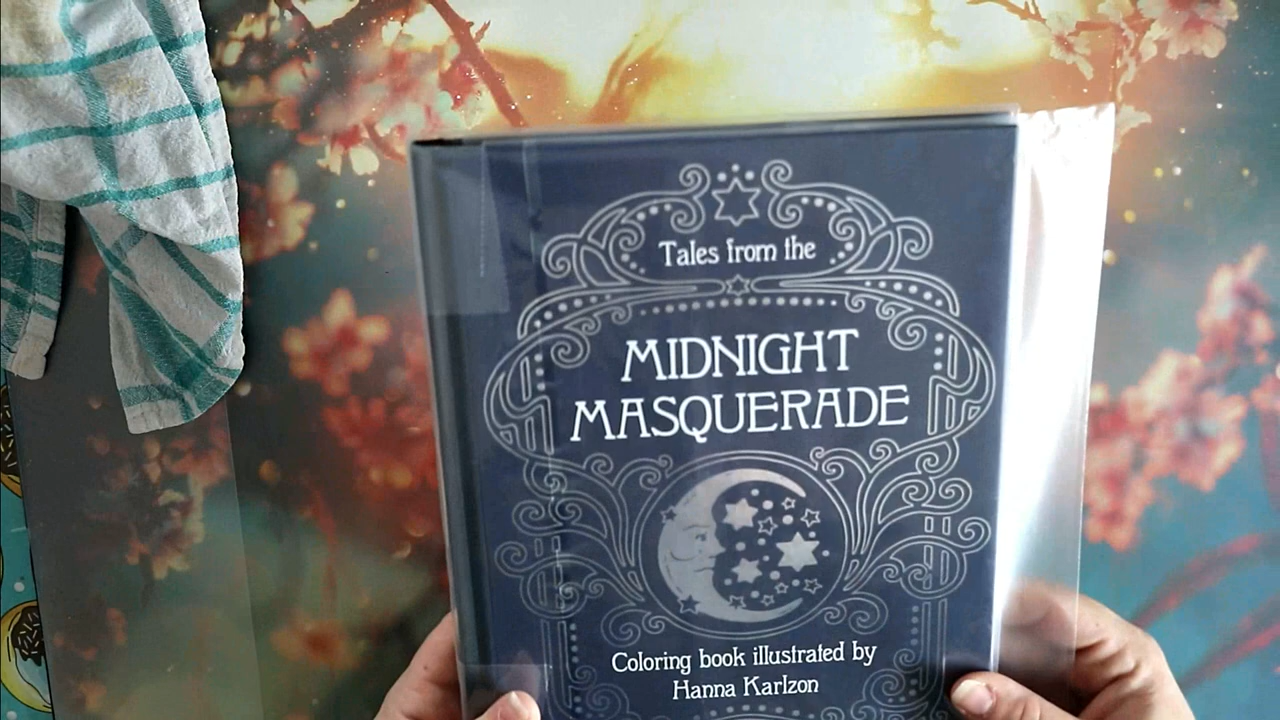 Tales from the
MIDNIGHT
MASQUERADE
Coloring book illustrated by
Hanna Karlzon